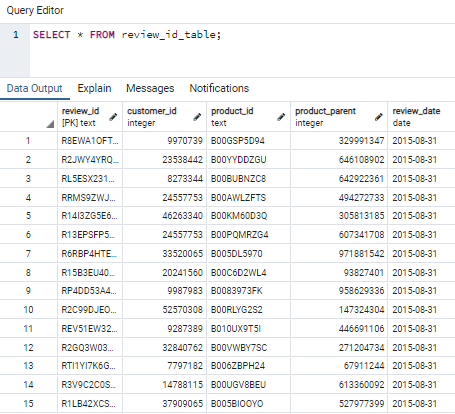 Query Editor
1 SELECT * FROM review_id_table;
Data Output Explain Messages Notifications
review_id customer_id product_id product_parent review_date
[PK] text integer text integer date
1 R8EWA1OFT... 9970739 B00GSP5D94 329991347 2015-08-31
2 R2JWY4YRQ... 23538442 B00YYDDZGU 646108902 2015-08-31
3 RL5ESX231... 8273344 B00BUBNZC8 642922361 2015-08-31
4 RRMS9ZWJ... 24557753 B00AWLZFTS 494272733 2015-08-31
5 R14I3ZG5E6... 46263340 B00KM60D3Q 305813185 2015-08-31
6 R13EPSFP5... 24557753 B00PQMRZG4 607341708 2015-08-31
7 R6RBP4HTE... 33520065 B005DL5970 971881542 2015-08-31
8 R15B3EU40... 20241560 B00C6D2WL4 93827401 2015-08-31
9 RP4DD53A4... 9987983 B0083973FK 958629336 2015-08-31
10 R2C99DJEO... 52570308 B00RLYG2S2 147324304 2015-08-31
11 REV51EW32... 9287389 B010UX9T5I 446691106 2015-08-31
12 R2GQ3W03... 32840762 B00VWBY7SC 271204734 2015-08-31
13 RTI1YI7K6G... 7797182 B006ZBPH24 67911244 2015-08-31
14 R3V9C2C0S... 14788115 B00UGV8BEU 613360092 2015-08-31
15 R1LB42XCS... 37909065 B005BIOOYO 527977399 2015-08-31